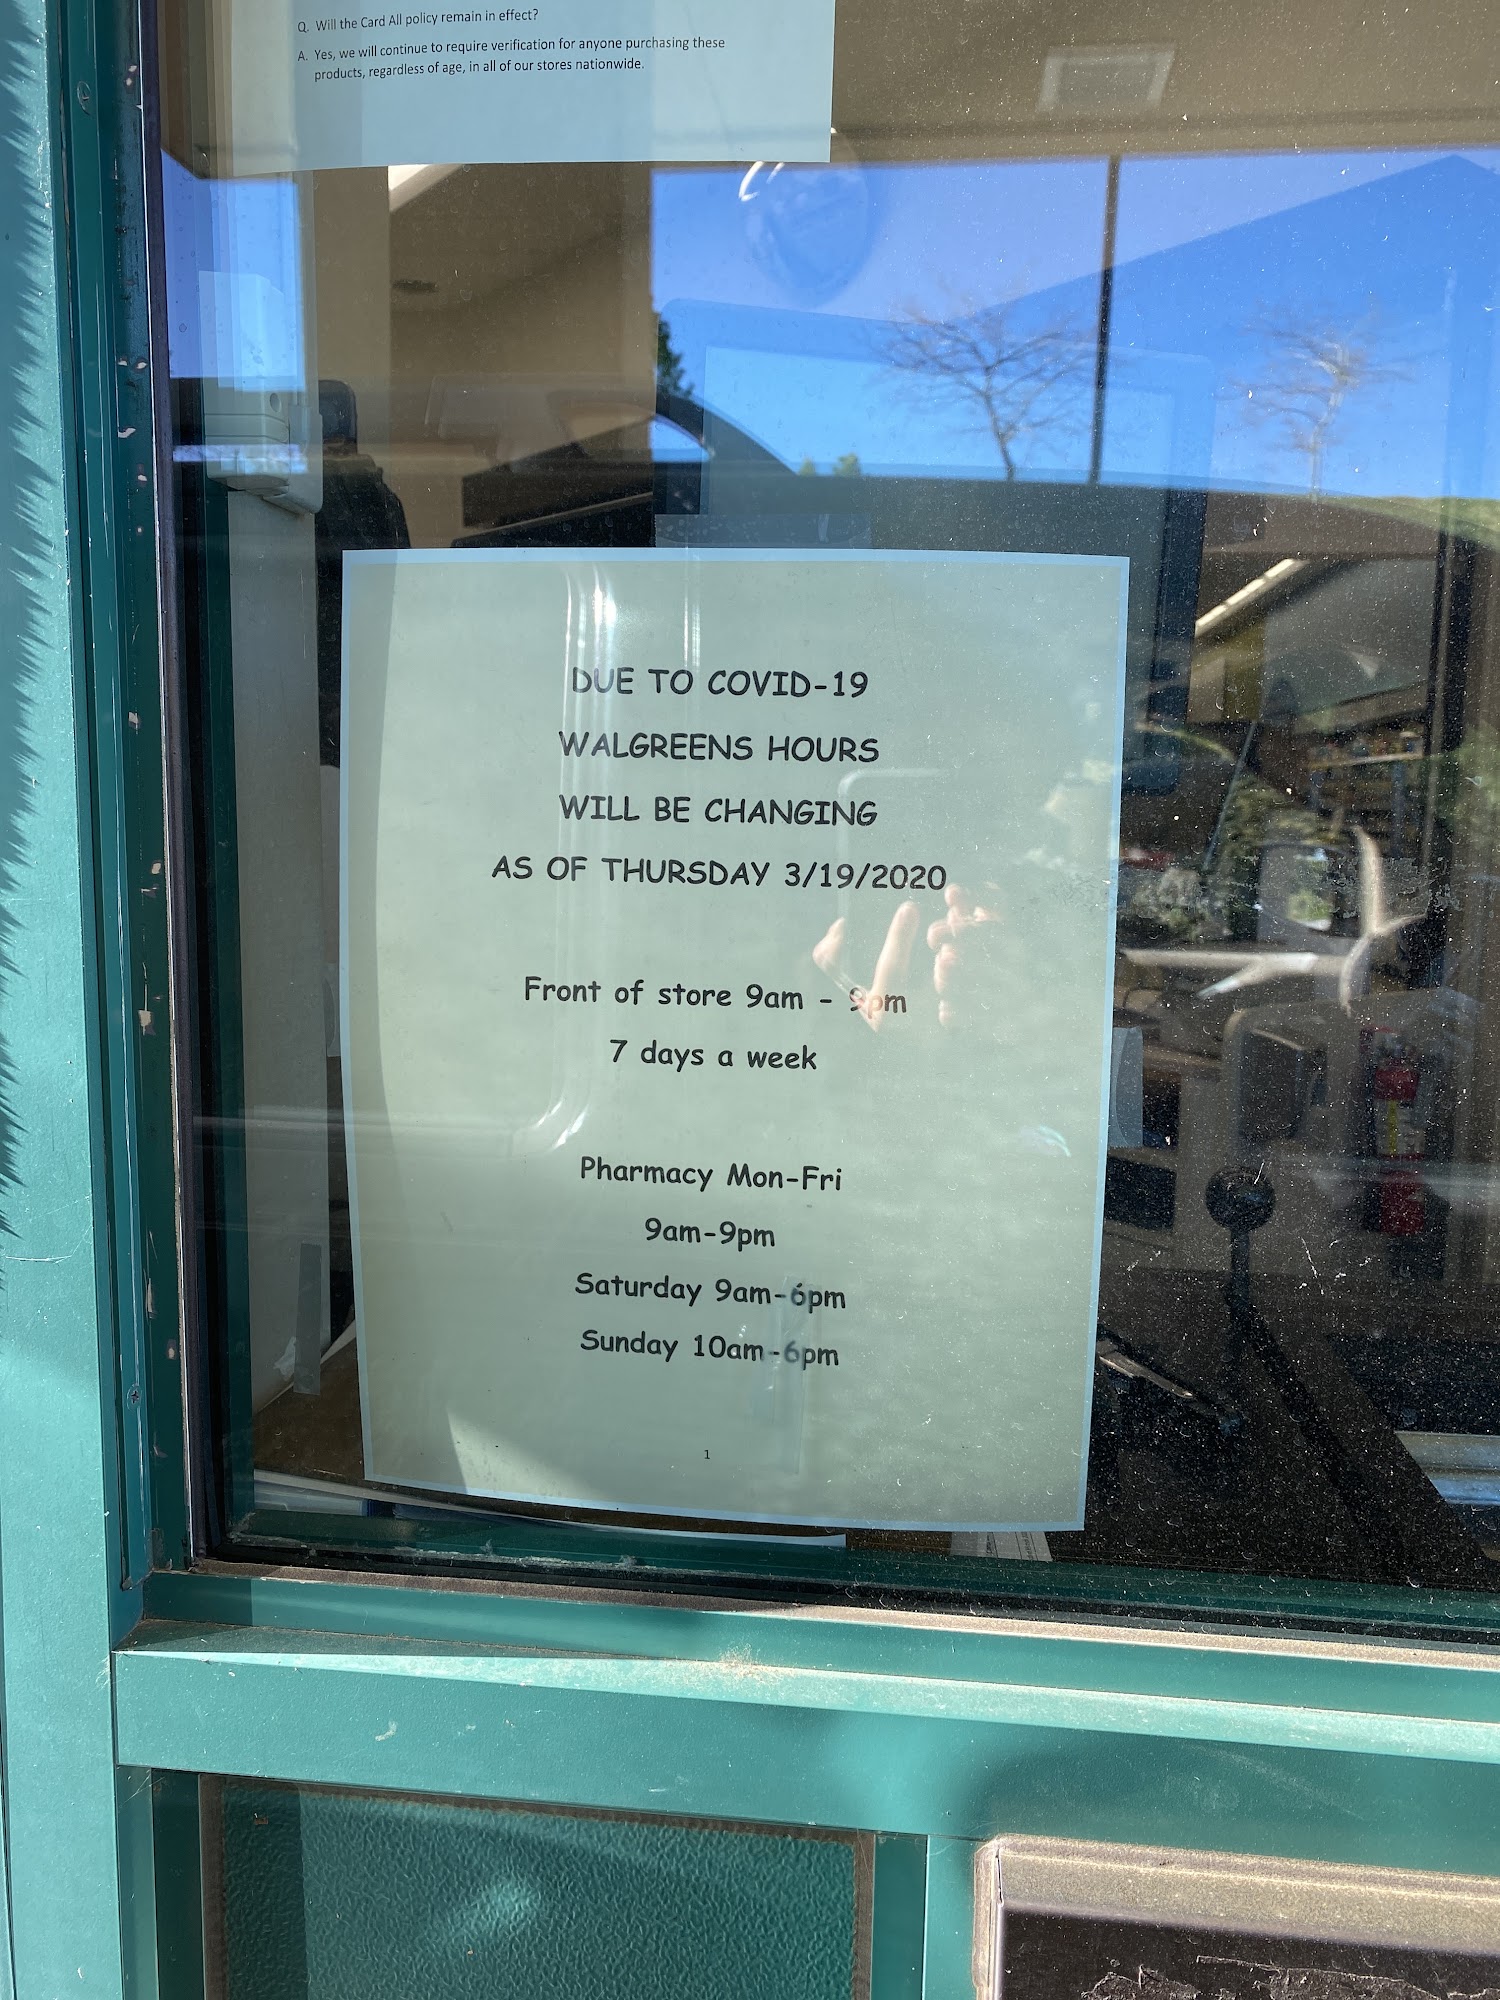 Q. Will the Card All policy remain in effect?
A. Yes, we will continue to require verification for anyone purchasing these
products, regardless of age, in all of our stores nationwide.
DUE TO COVID-19
WALGREENS HOURS
WILL BE CHANGING
AS OF THURSDAY 3/19/2020
Front of store 9am - 9pm
7 days a week
Pharmacy Mon-Fri
9am-9pm
Saturday 9am-6pm
Sunday 10am-6pm
1